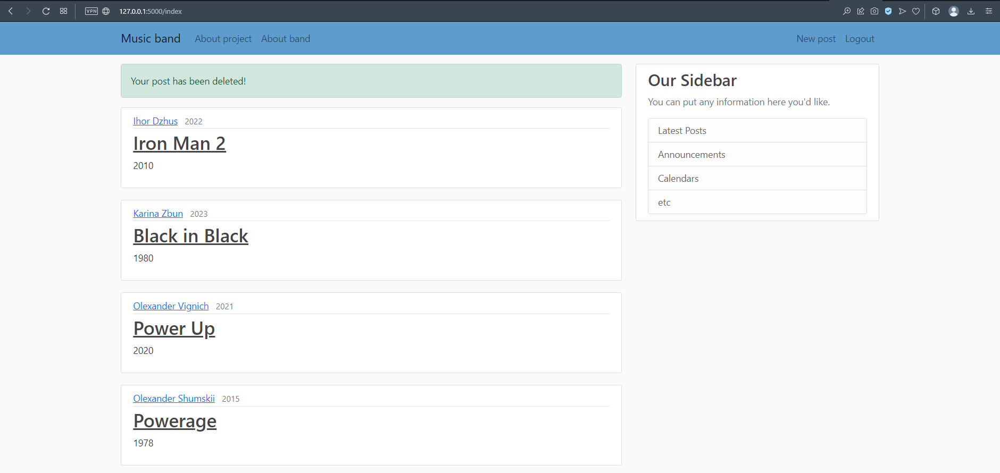 VPN 127.0.0.1:5000/index
Music band About project About band New post Logout
Your post has been deleted!
Ihor Dzhus 2022
Iron Man 2
2010
Karina Zbun 2023
Black in Black
1980
Olexander Vignich 2021
Power Up
2020
Olexander Shumskii 2015
Powerage
1978
Our Sidebar
You can put any information here you'd like.
Latest Posts
Announcements
Calendars
etc